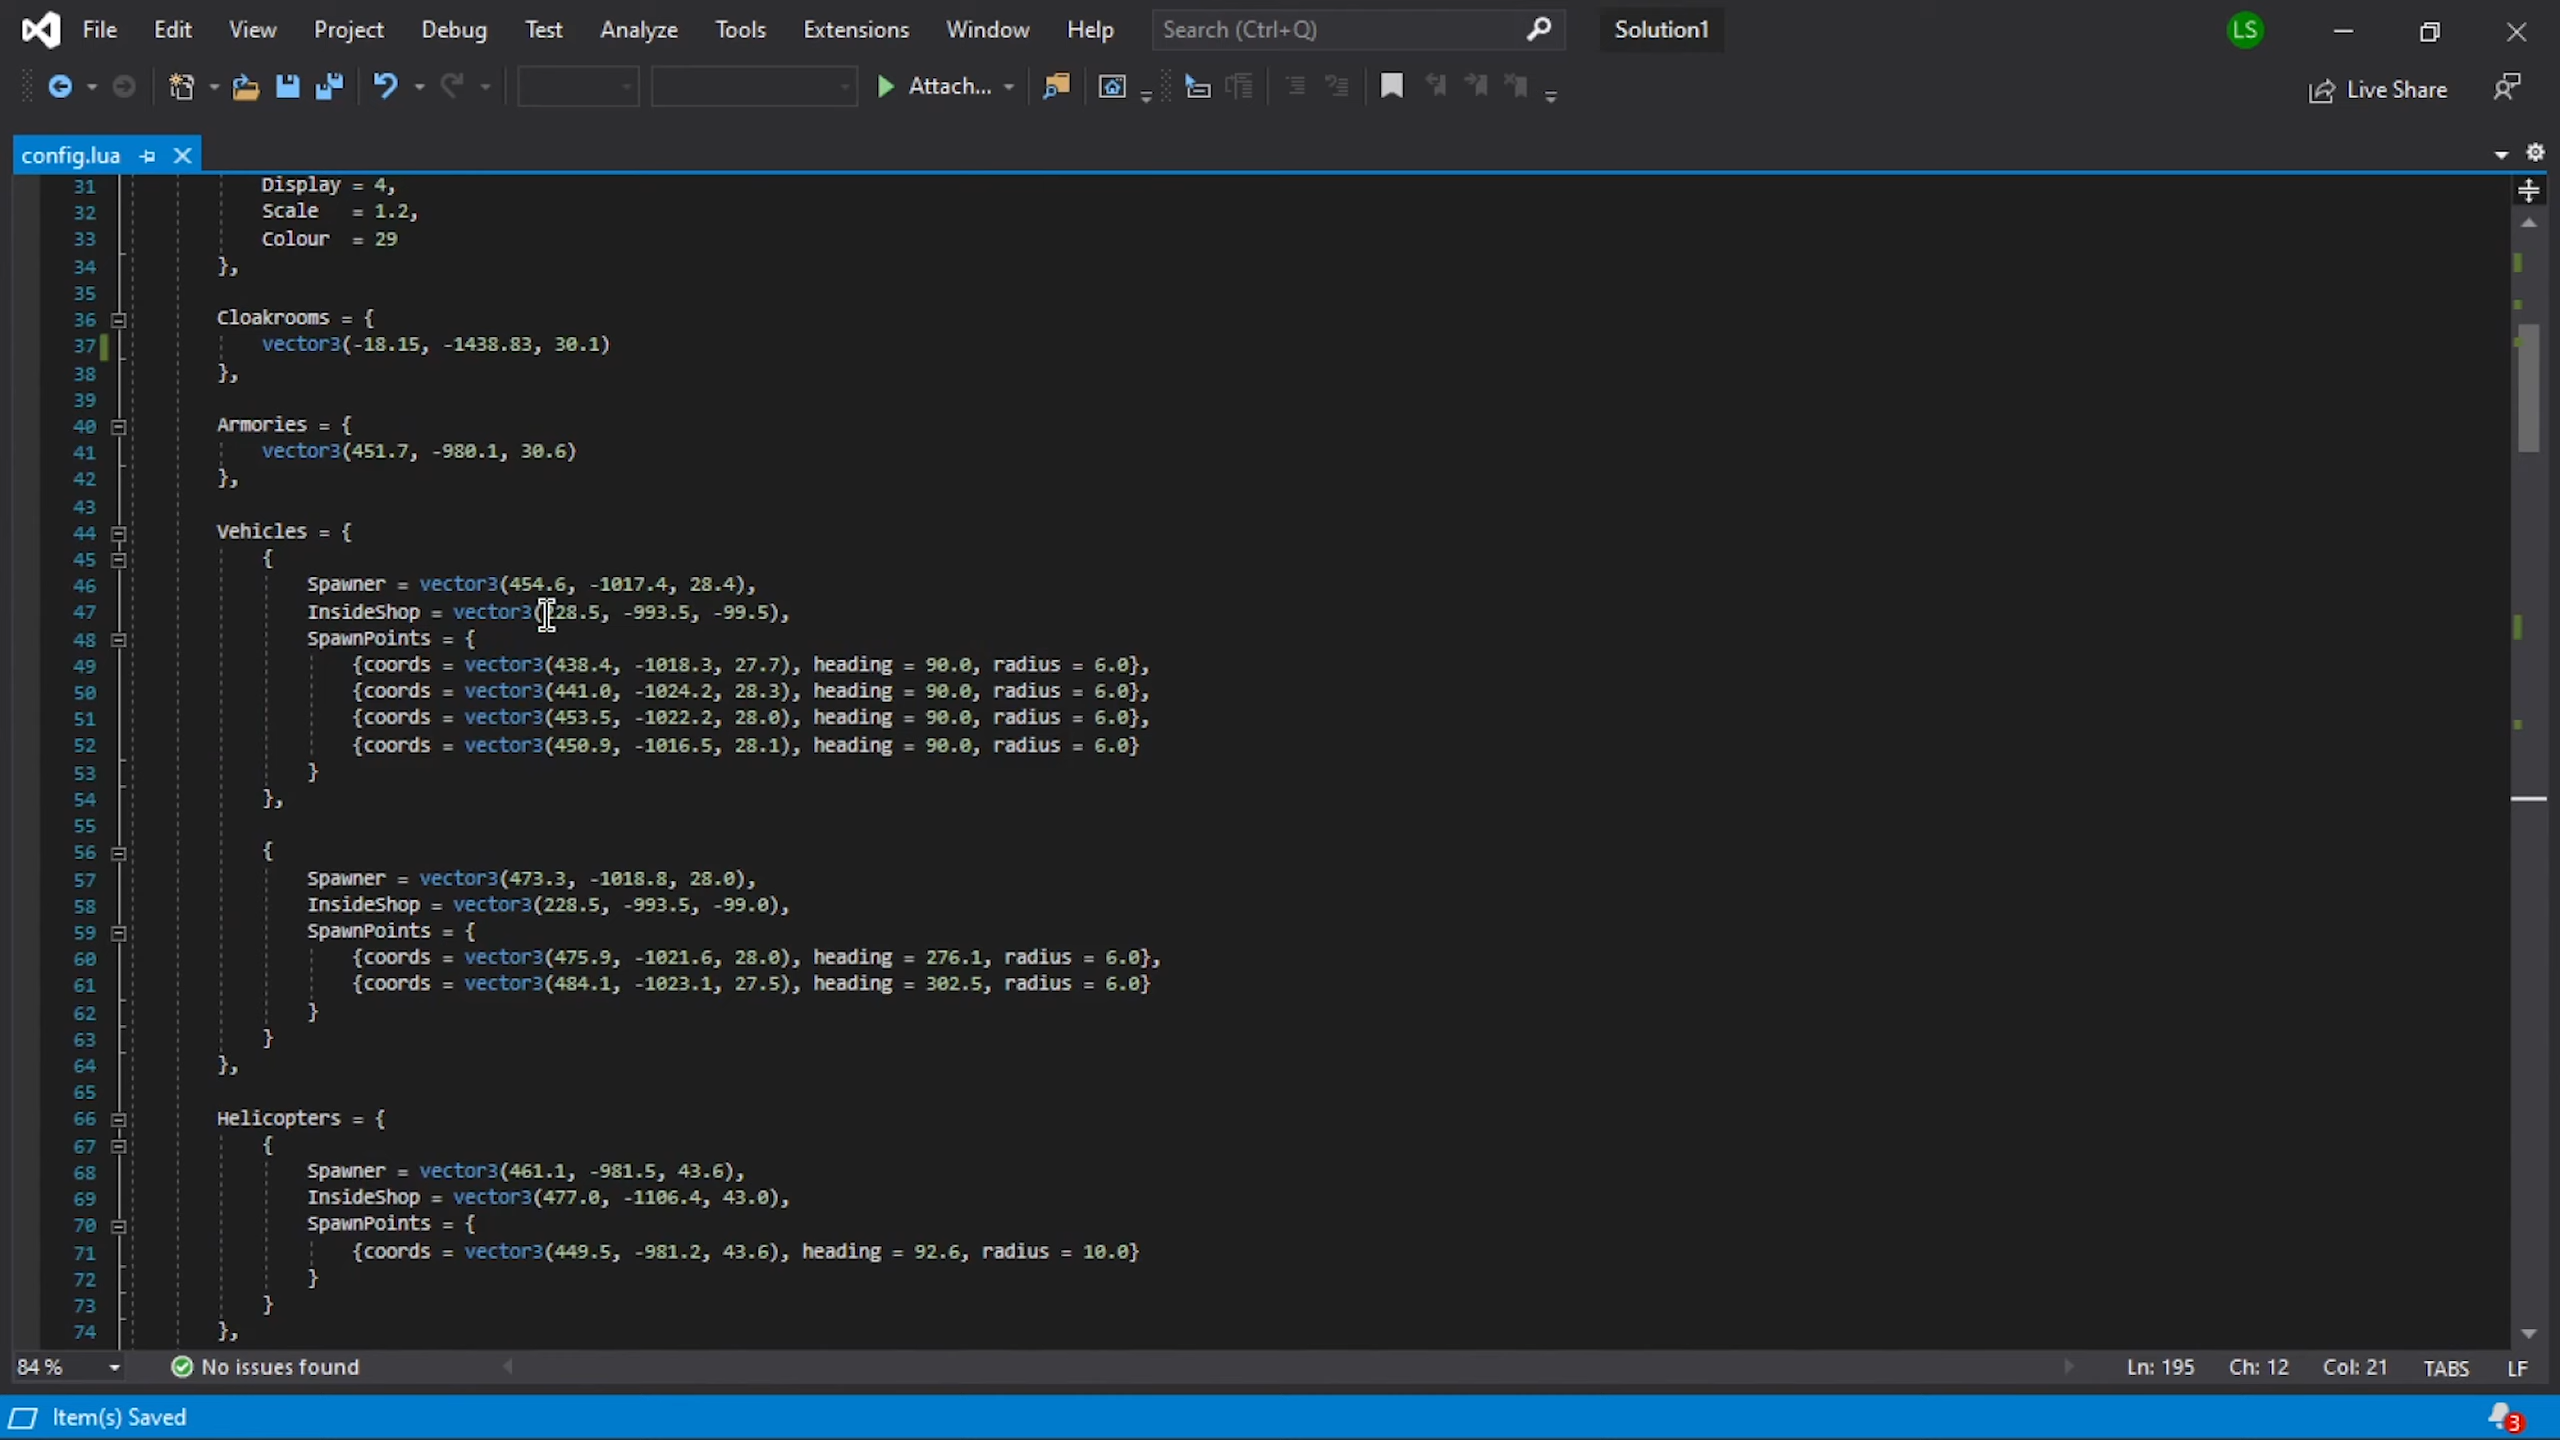 File Edit View Project Debug Test Analyze Tools Extensions Window Help Search (Ctrl+Q) Solution1 LS
Attach... Live Share
config.lua
31 Display = 4,
32 Scale   = 1.2,
33 Colour  = 29
34 },
35
36 Cloakrooms = {
37 vector3(-18.15, -1438.83, 30.1)
38 },
39
40 Armories = {
41 vector3(451.7, -980.1, 30.6)
42 },
43
44 Vehicles = {
45 {
46 Spawner = vector3(454.6, -1017.4, 28.4),
47 InsideShop = vector3(228.5, -993.5, -99.5),
48 SpawnPoints = {
49 {coords = vector3(438.4, -1018.3, 27.7), heading = 90.0, radius = 6.0},
50 {coords = vector3(441.0, -1024.2, 28.3), heading = 90.0, radius = 6.0},
51 {coords = vector3(453.5, -1022.2, 28.0), heading = 90.0, radius = 6.0},
52 {coords = vector3(450.9, -1016.5, 28.1), heading = 90.0, radius = 6.0}
53 }
54 },
55
56 {
57 Spawner = vector3(473.3, -1018.8, 28.0),
58 InsideShop = vector3(228.5, -993.5, -99.0),
59 SpawnPoints = {
60 {coords = vector3(475.9, -1021.6, 28.0), heading = 276.1, radius = 6.0},
61 {coords = vector3(484.1, -1023.1, 27.5), heading = 302.5, radius = 6.0}
62 }
63 }
64 },
65
66 Helicopters = {
67 {
68 Spawner = vector3(461.1, -981.5, 43.6),
69 InsideShop = vector3(477.0, -1106.4, 43.0),
70 SpawnPoints = {
71 {coords = vector3(449.5, -981.2, 43.6), heading = 92.6, radius = 10.0}
72 }
73 }
74 },
84 % No issues found Ln: 195 Ch: 12 Col: 21 TABS LF
Item(s) Saved 3